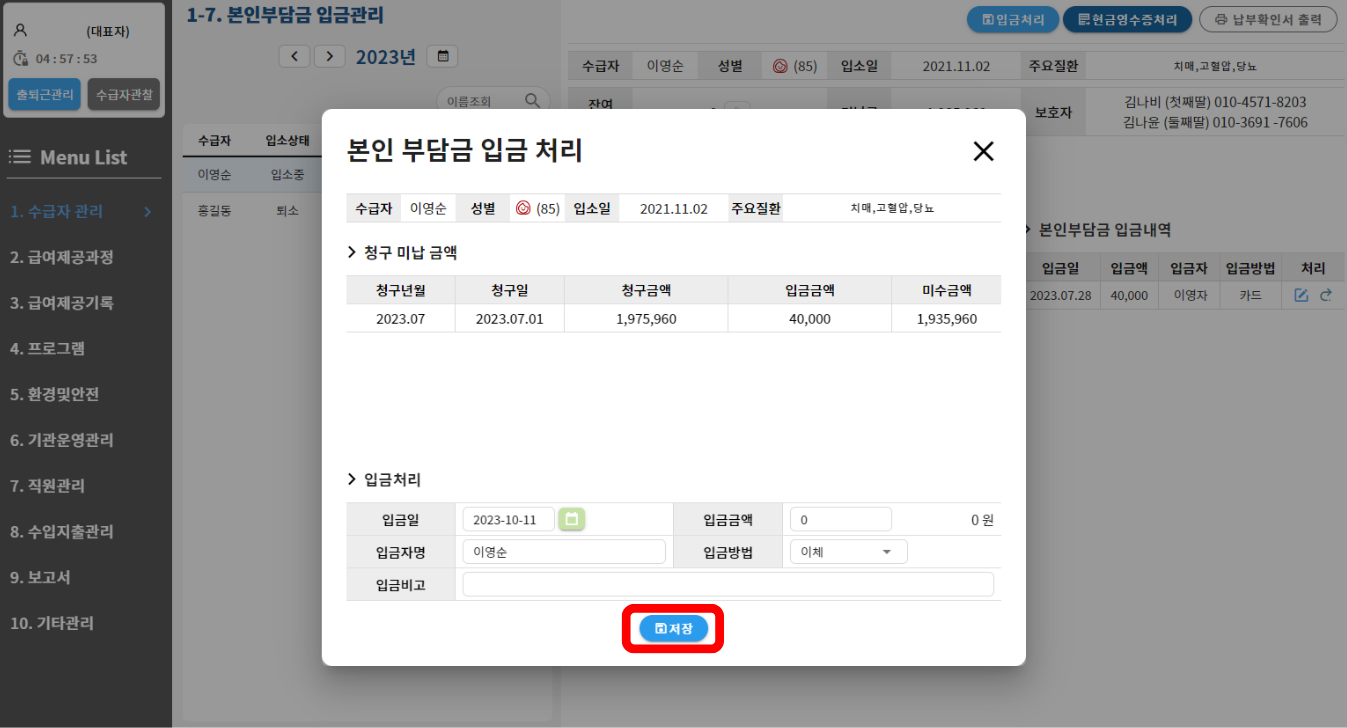 (대표자)
04 : 57 : 53
출퇴근관리
수급자관찰
Menu List
1. 수급자 관리
2. 급여제공과정
3. 급여제공기록
4. 프로그램
5. 환경및안전
6. 기관운영관리
7. 직원관리
8. 수입지출관리
9. 보고서
10. 기타관리
1-7. 본인부담금 입금관리
2023년
이름조회
수급자 입소상태
이영순 입소중
홍길동 퇴소
입금처리 현금영수증처리 납부확인서 출력
수급자 이영순 성별 (85) 입소일 2021.11.02 주요질환 치매,고혈압,당뇨
잔여
보호자
김나비 (첫째딸) 010-4571-8203
김나윤 (둘째딸) 010-3691 -7606
본인부담금 입금내역
입금일 입금액 입금자 입금방법 처리
2023.07.28 40,000 이영자 카드
본인 부담금 입금 처리
수급자 이영순 성별 (85) 입소일 2021.11.02 주요질환 치매,고혈압,당뇨
청구 미납 금액
청구년월 청구일 청구금액 입금금액 미수금액
2023.07 2023.07.01 1,975,960 40,000 1,935,960
입금처리
입금일 2023-10-11 입금금액 0 0 원
입금자명 이영순 입금방법 이체
입금비고
저장